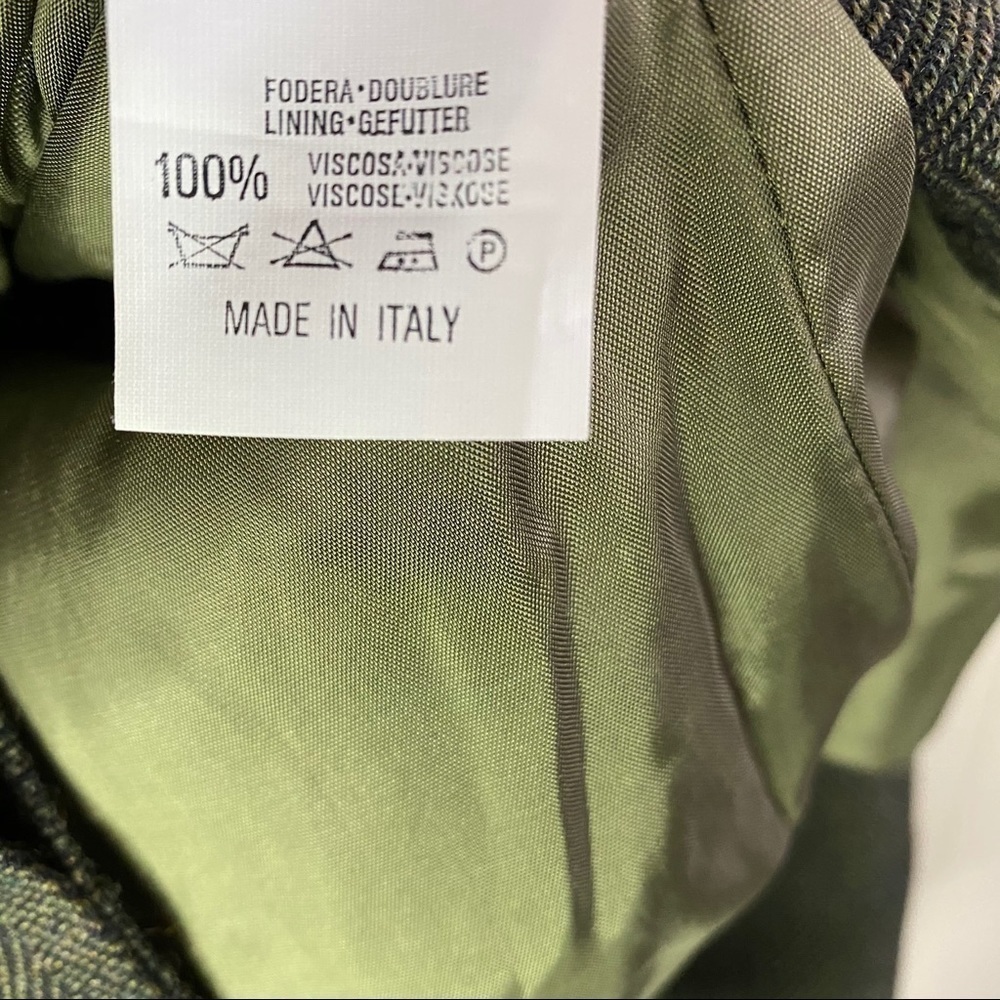 FODERA•DOUBLURE
LINING•GEFUTTER
100% VISCOSA•VISCOSE
VISCOSE•VISKOSE
P
MADE IN ITALY